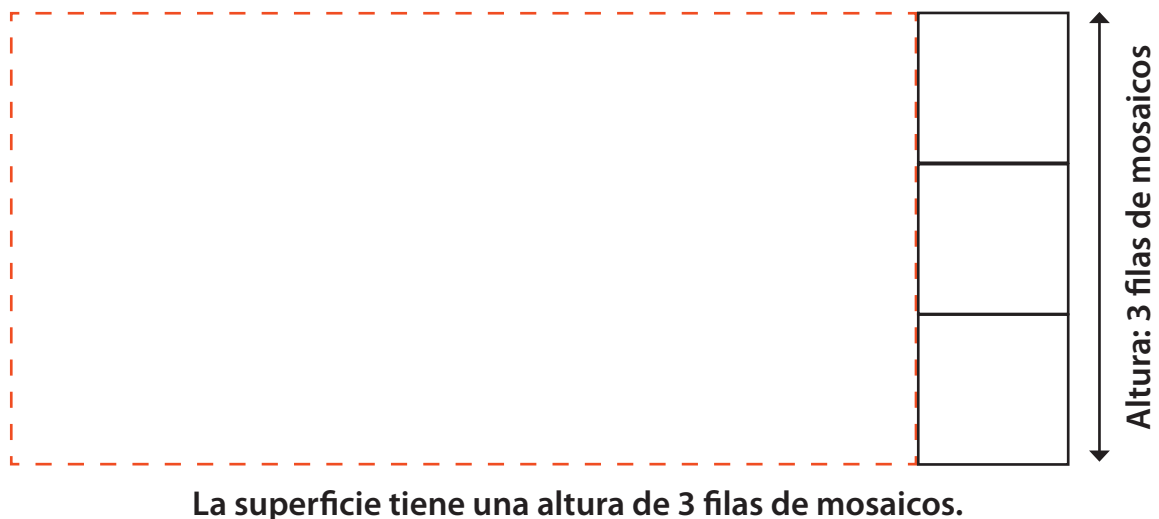 Altura: 3 filas de mosaicos
La superficie tiene una altura de 3 filas de mosaicos.